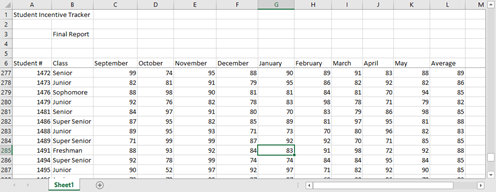 A B C D E F G H I J K L M
1 Student Incentive Tracker
2
3 Final Report
4
5
6 Student # Class September October November December January February March April May Average
277 1472 Senior 99 74 95 88 90 89 91 83 88 89
278 1473 Junior 82 81 91 79 95 86 82 92 82 86
279 1476 Sophomore 88 98 90 81 81 84 81 70 94 85
280 1479 Junior 92 76 82 78 83 98 78 71 79 82
281 1481 Senior 84 97 91 80 70 83 79 86 98 85
282 1486 Super Senior 87 95 82 85 89 81 97 95 81 88
283 1488 Junior 89 95 93 71 73 70 80 96 82 83
284 1489 Super Senior 71 99 99 87 92 92 70 71 85 85
285 1491 Freshman 88 93 92 84 83 91 98 72 92 88
286 1494 Super Senior 92 78 99 74 74 84 84 95 84 85
287 1495 Junior 90 52 97 92 97 71 82 92 90 85
Sheet1